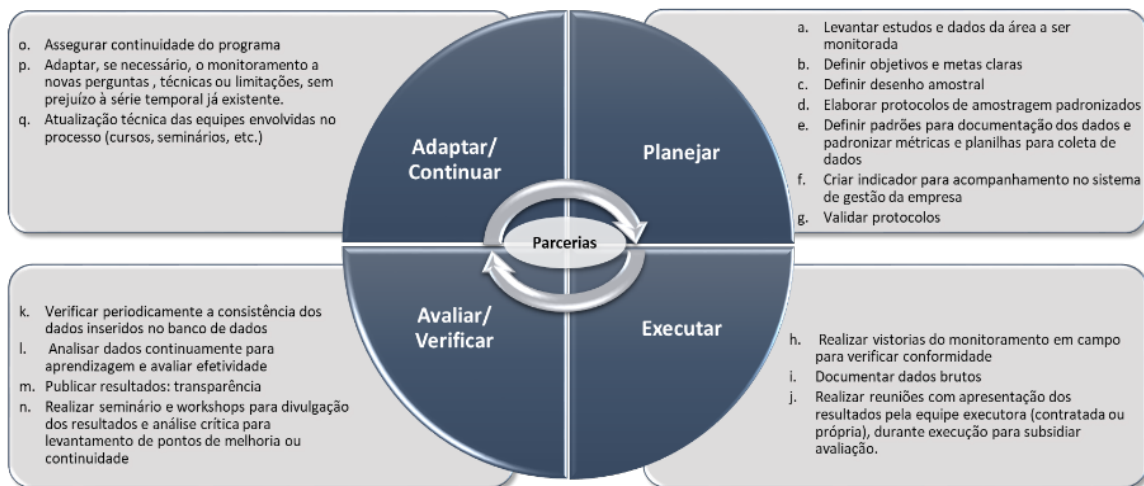 o. Assegurar continuidade do programa
p. Adaptar, se necessário, o monitoramento a
novas perguntas , técnicas ou limitações, sem
prejuízo à série temporal já existente.
q. Atualização técnica das equipes envolvidas no
processo (cursos, seminários, etc.)
Adaptar/
Continuar
Planejar
a. Levantar estudos e dados da área a ser
monitorada
b. Definir objetivos e metas claras
c. Definir desenho amostral
d. Elaborar protocolos de amostragem padronizados
e. Definir padrões para documentação dos dados e
padronizar métricas e planilhas para coleta de
dados
f. Criar indicador para acompanhamento no sistema
de gestão da empresa
g. Validar protocolos
Parcerias
k. Verificar periodicamente a consistência dos
dados inseridos no banco de dados
l. Analisar dados continuamente para
aprendizagem e avaliar efetividade
m. Publicar resultados: transparência
n. Realizar seminário e workshops para divulgação
dos resultados e análise crítica para
levantamento de pontos de melhoria ou
continuidade
Avaliar/
Verificar
Executar
h. Realizar vistorias do monitoramento em campo
para verificar conformidade
i. Documentar dados brutos
j. Realizar reuniões com apresentação dos
resultados pela equipe executora (contratada ou
própria), durante execução para subsidiar
avaliação.